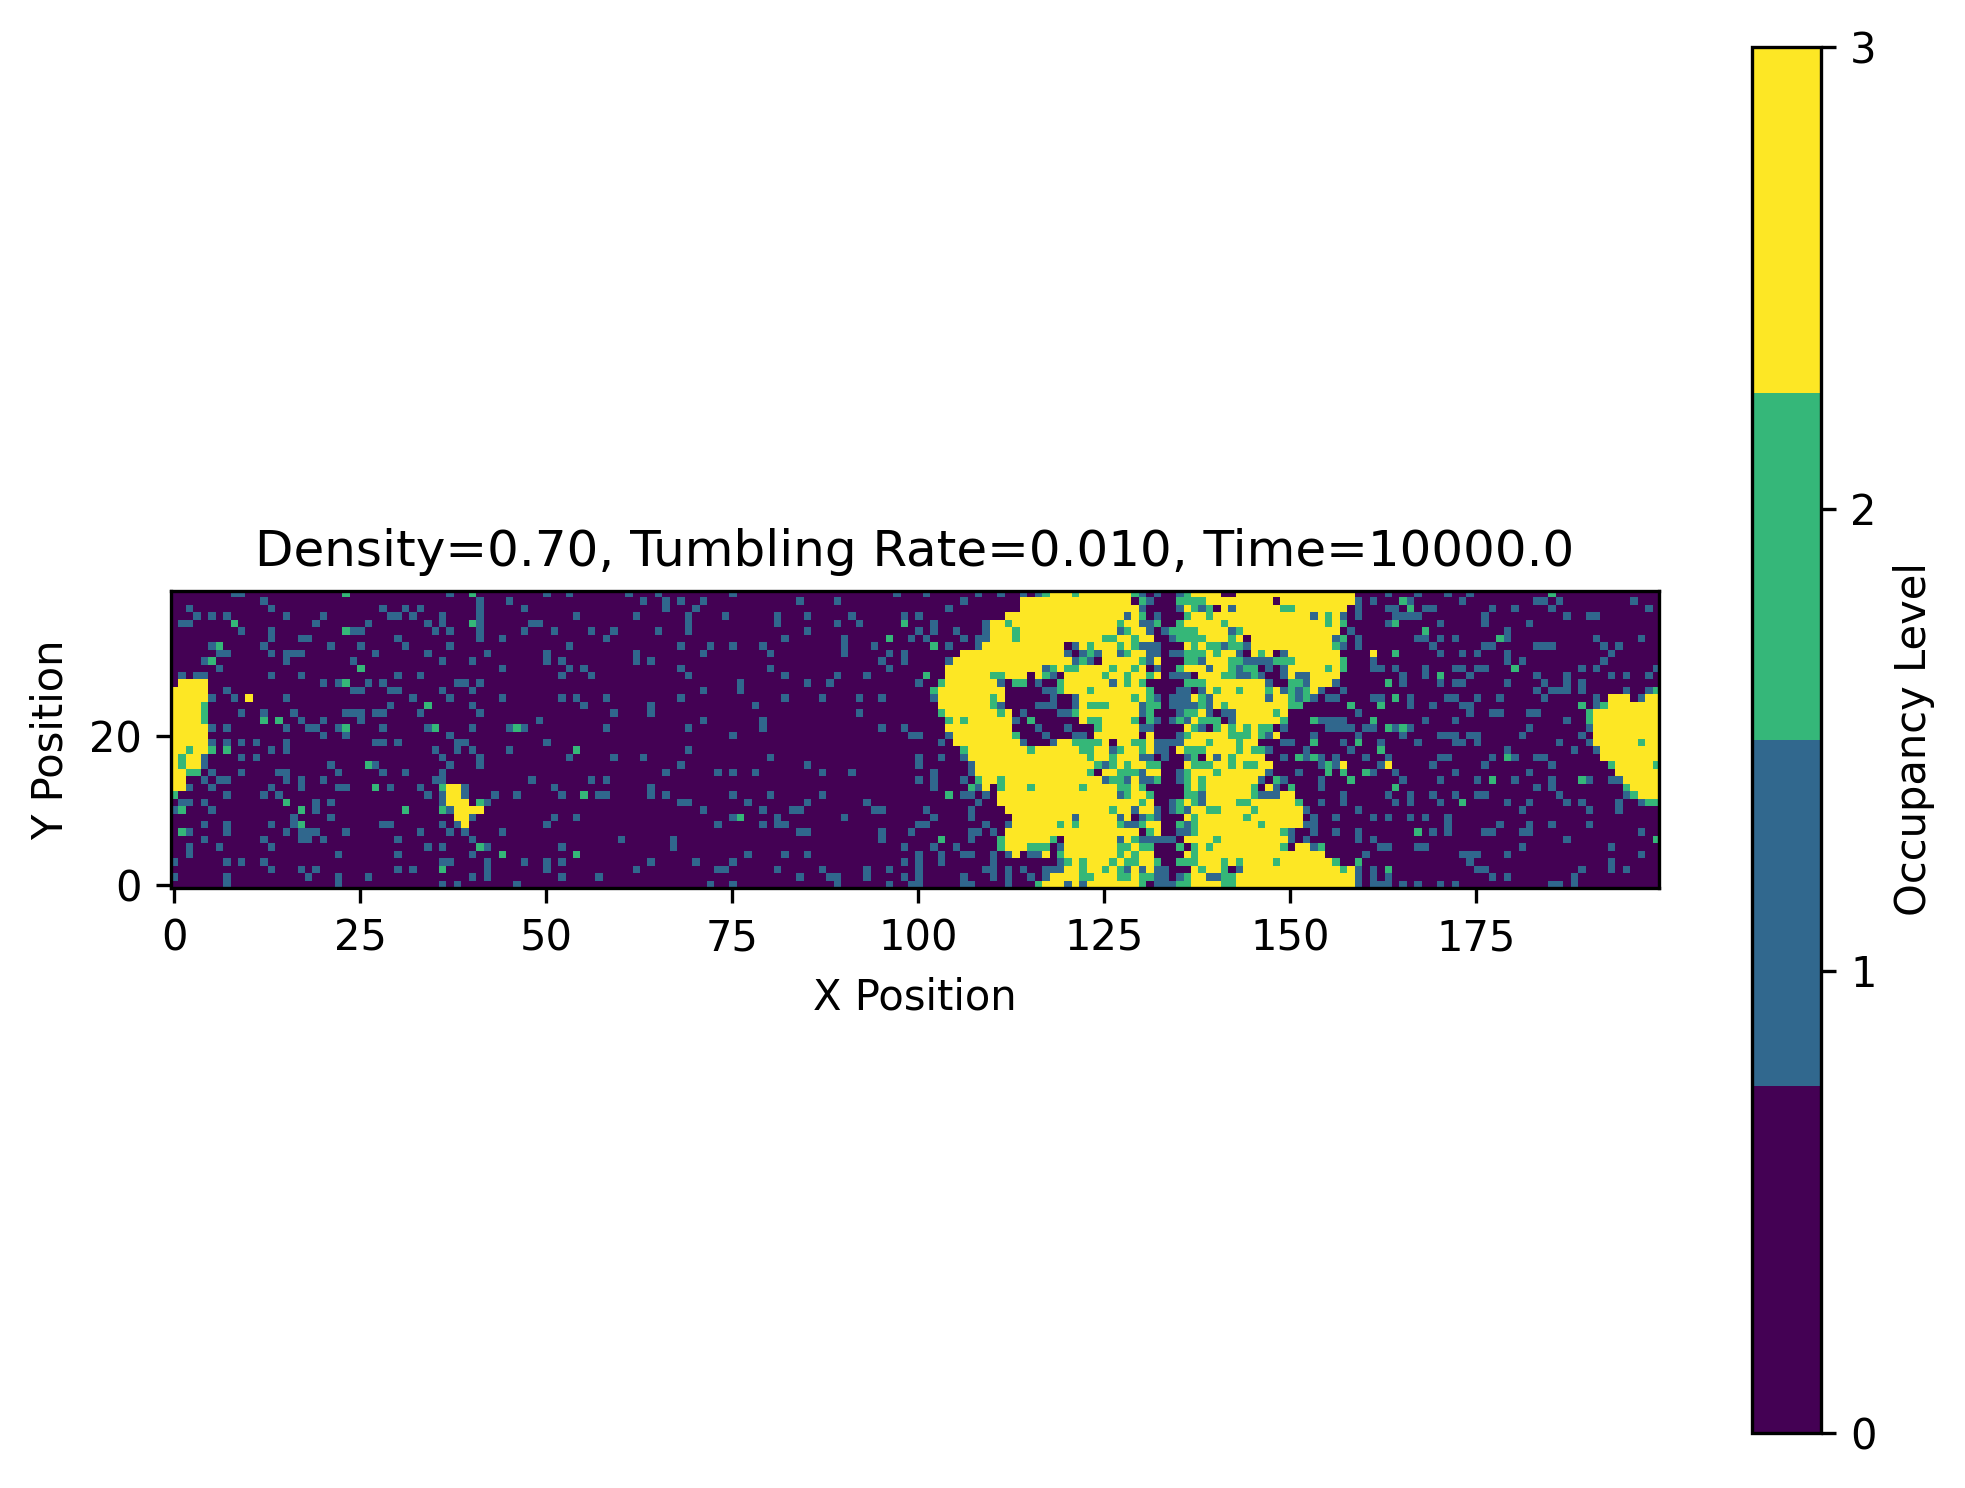 Density=0.70, Tumbling Rate=0.010, Time=10000.0
Y Position
20
0
0 25 50 75 100 125 150 175
X Position
3
2
1
0
Occupancy Level